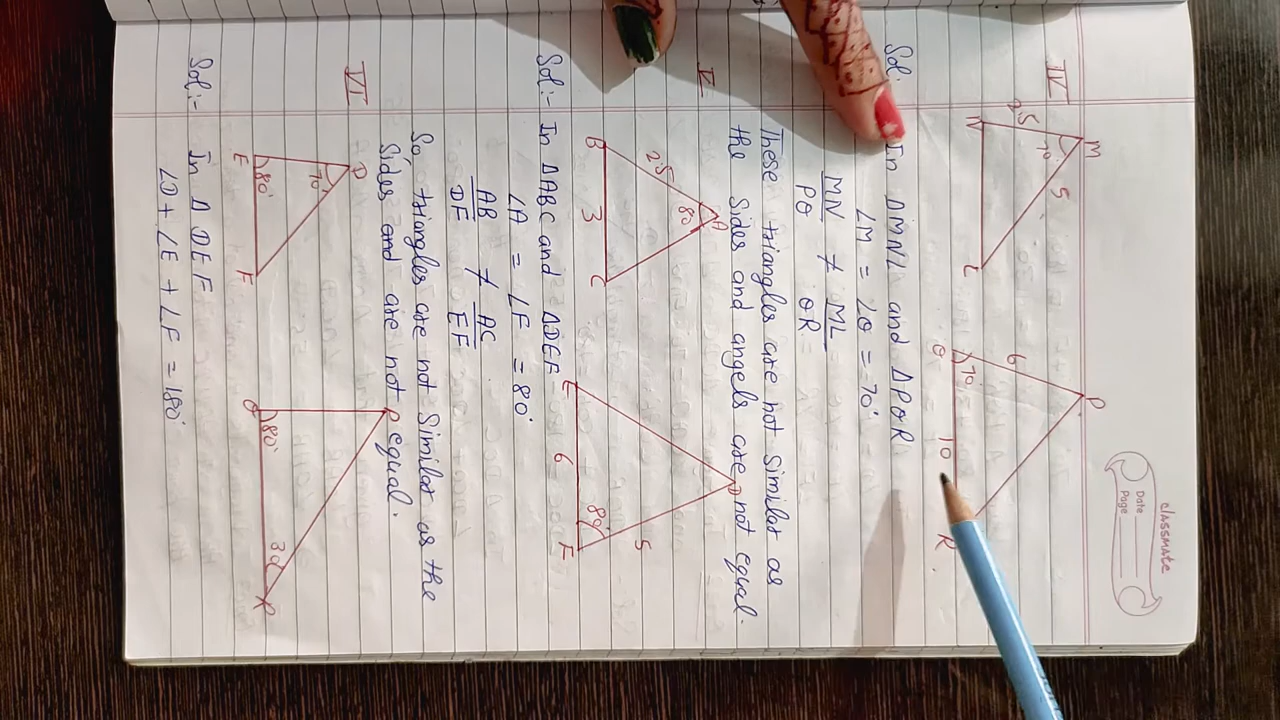 classmate
Date
Page
IV
M
70°
2.5
5
N
L
P
6
70°
Q
10
R
Sol: In ΔMNL and ΔPQR
∠M = ∠Q = 70°
MN/PQ ≠ ML/QR
These triangles are not Similar as
the Sides and angels are not equal.
V
A
80°
2.5
B
3
C
D
5
80°
E
6
F
Sol:- In ΔABC and ΔDEF
∠A = ∠F = 80°
AB/DF ≠ AC/EF
So triangles are not Similar as the
Sides and are not equal.
VI
D
70°
80°
E
F
P
80°
30°
Q
R
Sol:- In Δ DEF
∠D + ∠E + ∠F = 180°